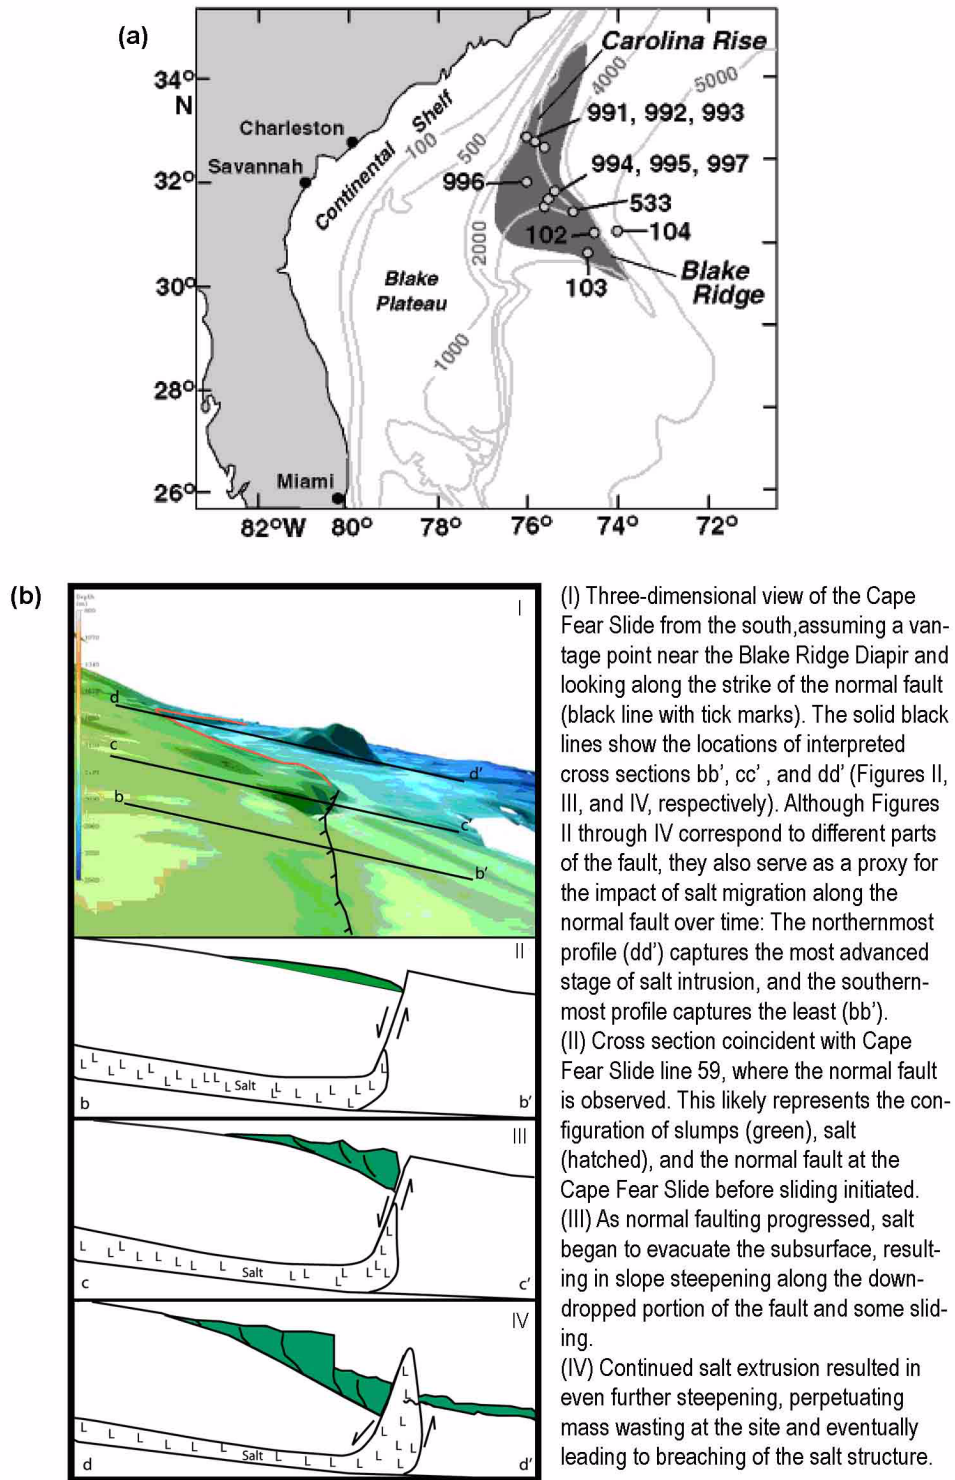 (a)
Carolina Rise
4000
5000
34°
N
Continental Shelf
100
500
991, 992, 993
Charleston
Savannah
994, 995, 997
32°
996
533
2000
102
104
30°
Blake
Plateau
103
Blake
Ridge
1000
28°
Miami
26°
82°W 80° 78° 76° 74° 72°
(b)
I
Depth
(m)
d
d'
c
c'
b
b'
(I) Three-dimensional view of the Cape
Fear Slide from the south,assuming a van-
tage point near the Blake Ridge Diapir and
looking along the strike of the normal fault
(black line with tick marks). The solid black
lines show the locations of interpreted
cross sections bb', cc' , and dd' (Figures II,
III, and IV, respectively). Although Figures
II through IV correspond to different parts
of the fault, they also serve as a proxy for
the impact of salt migration along the
normal fault over time: The northernmost
profile (dd') captures the most advanced
stage of salt intrusion, and the southern-
most profile captures the least (bb').
(II) Cross section coincident with Cape
Fear Slide line 59, where the normal fault
is observed. This likely represents the con-
figuration of slumps (green), salt
(hatched), and the normal fault at the
Cape Fear Slide before sliding initiated.
(III) As normal faulting progressed, salt
began to evacuate the subsurface, result-
ing in slope steepening along the down-
dropped portion of the fault and some slid-
ing.
(IV) Continued salt extrusion resulted in
even further steepening, perpetuating
mass wasting at the site and eventually
leading to breaching of the salt structure.
II
Salt
b
b'
III
Salt
c
c'
IV
Salt
d
d'